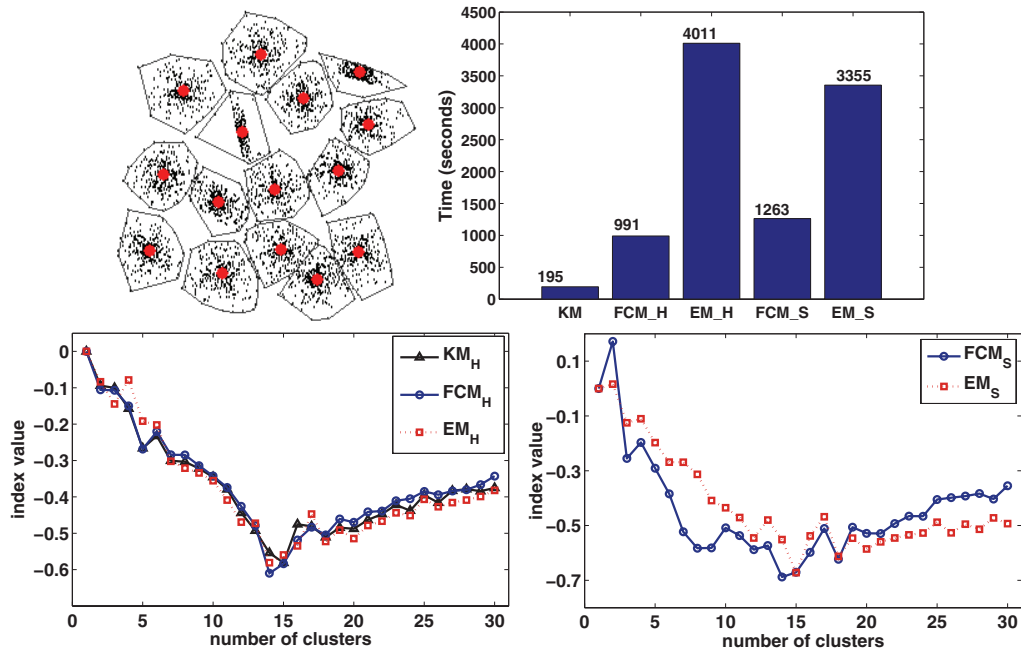 4500
4000
3500
3000
2500
2000
1500
1000
500
0
Time (seconds)
195
991
4011
1263
3355
KM FCM_H EM_H FCM_S EM_S
0
−0.1
−0.2
−0.3
−0.4
−0.5
−0.6
index value
KM_H
FCM_H
EM_H
0 5 10 15 20 25 30
number of clusters
0.1
−0.1
−0.3
−0.5
−0.7
index value
FCM_S
EM_S
0 5 10 15 20 25 30
number of clusters